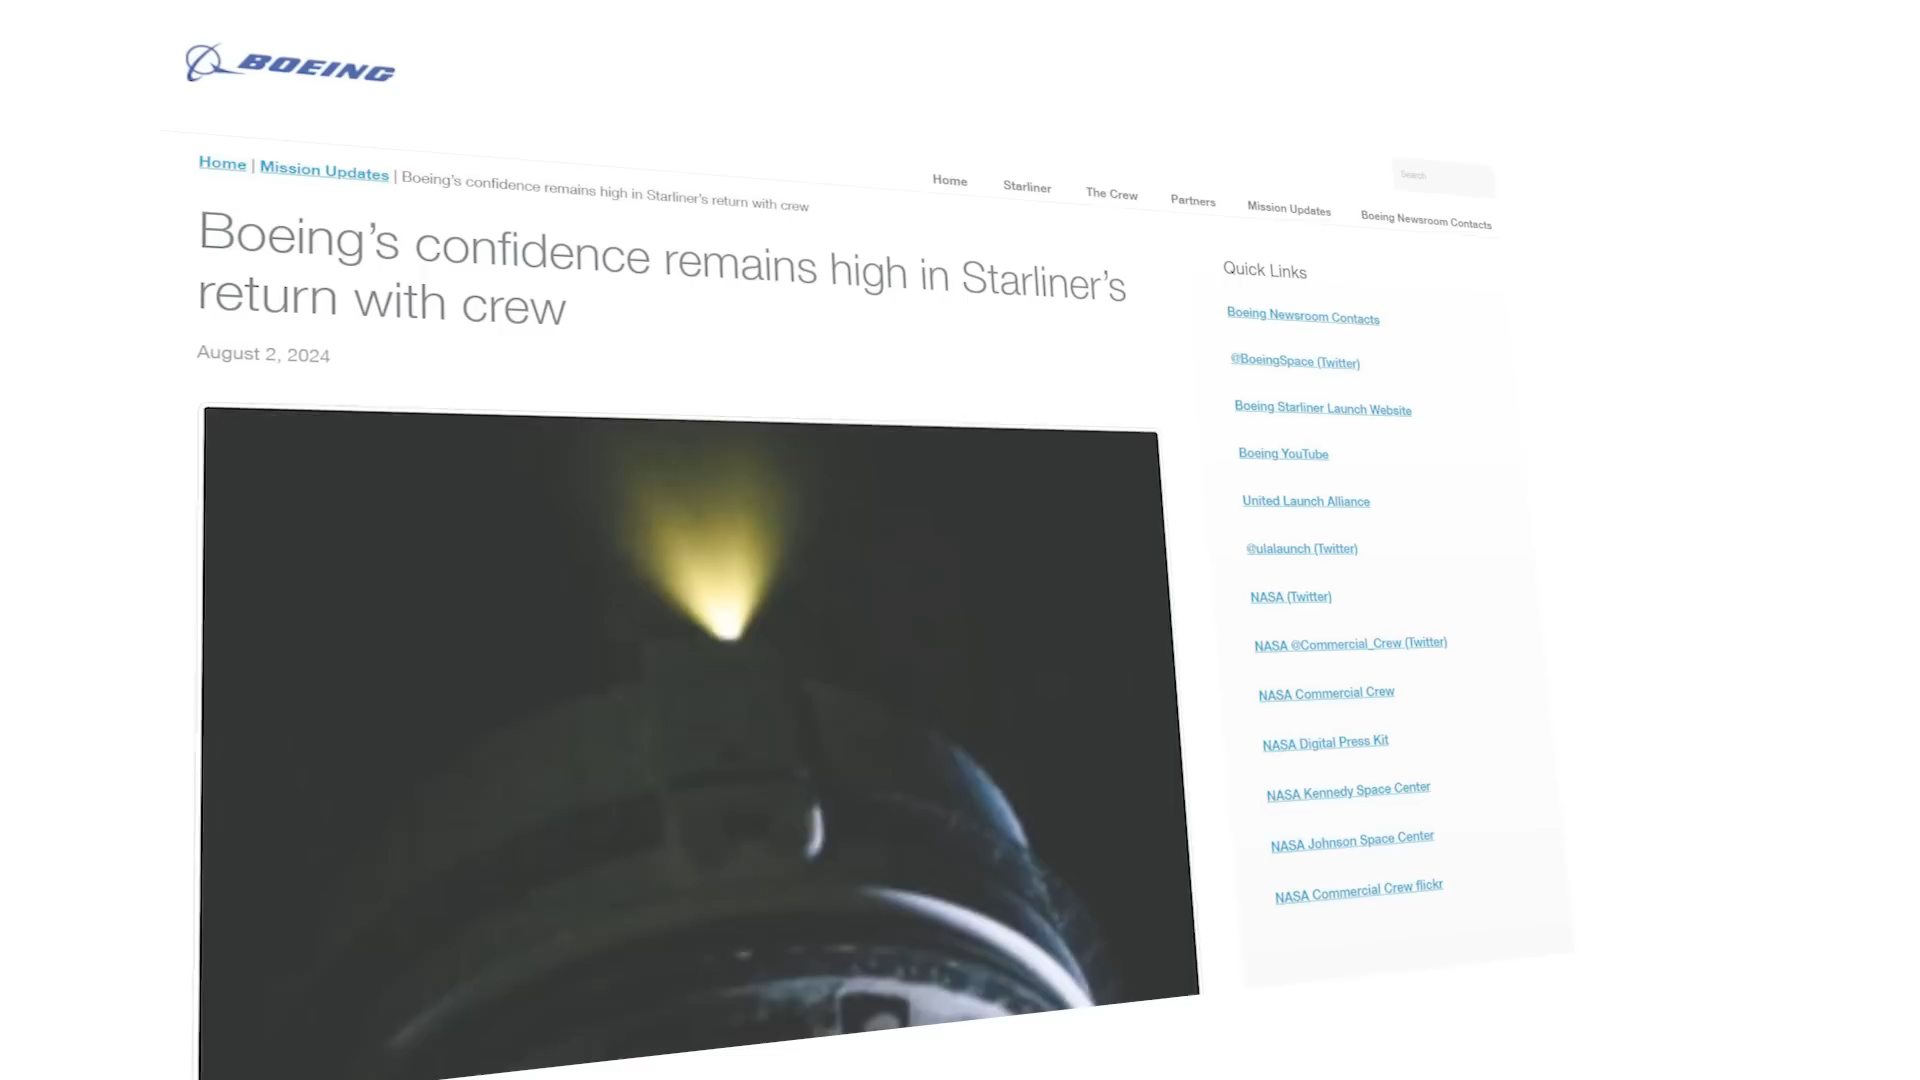 BOEING
Search
Home Starliner The Crew Partners Mission Updates Boeing Newsroom Contacts
Home | Mission Updates | Boeing's confidence remains high in Starliner's return with crew
Boeing’s confidence remains high in Starliner’s
return with crew
August 2, 2024
Quick Links
Boeing Newsroom Contacts
@BoeingSpace (Twitter)
Boeing Starliner Launch Website
Boeing YouTube
United Launch Alliance
@ulalaunch (Twitter)
NASA (Twitter)
NASA @Commercial_Crew (Twitter)
NASA Commercial Crew
NASA Digital Press Kit
NASA Kennedy Space Center
NASA Johnson Space Center
NASA Commercial Crew flickr